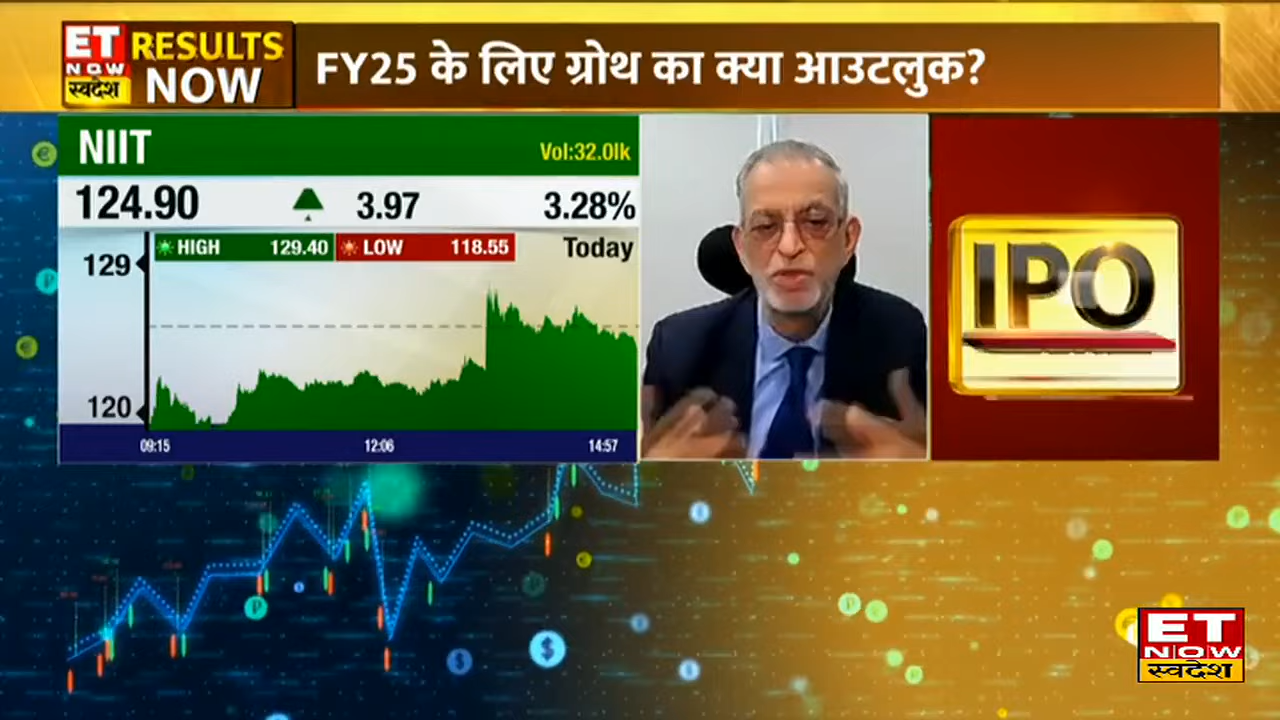 ET
NOW
स्वदेश
RESULTS
NOW
FY25 के लिए ग्रोथ का क्या आउटलुक?
NIIT
Vol:32.0lk
124.90 3.97 3.28%
HIGH 129.40 LOW 118.55 Today
129
120
09:15 12:06 14:57
IPO
ET
NOW
स्वदेश